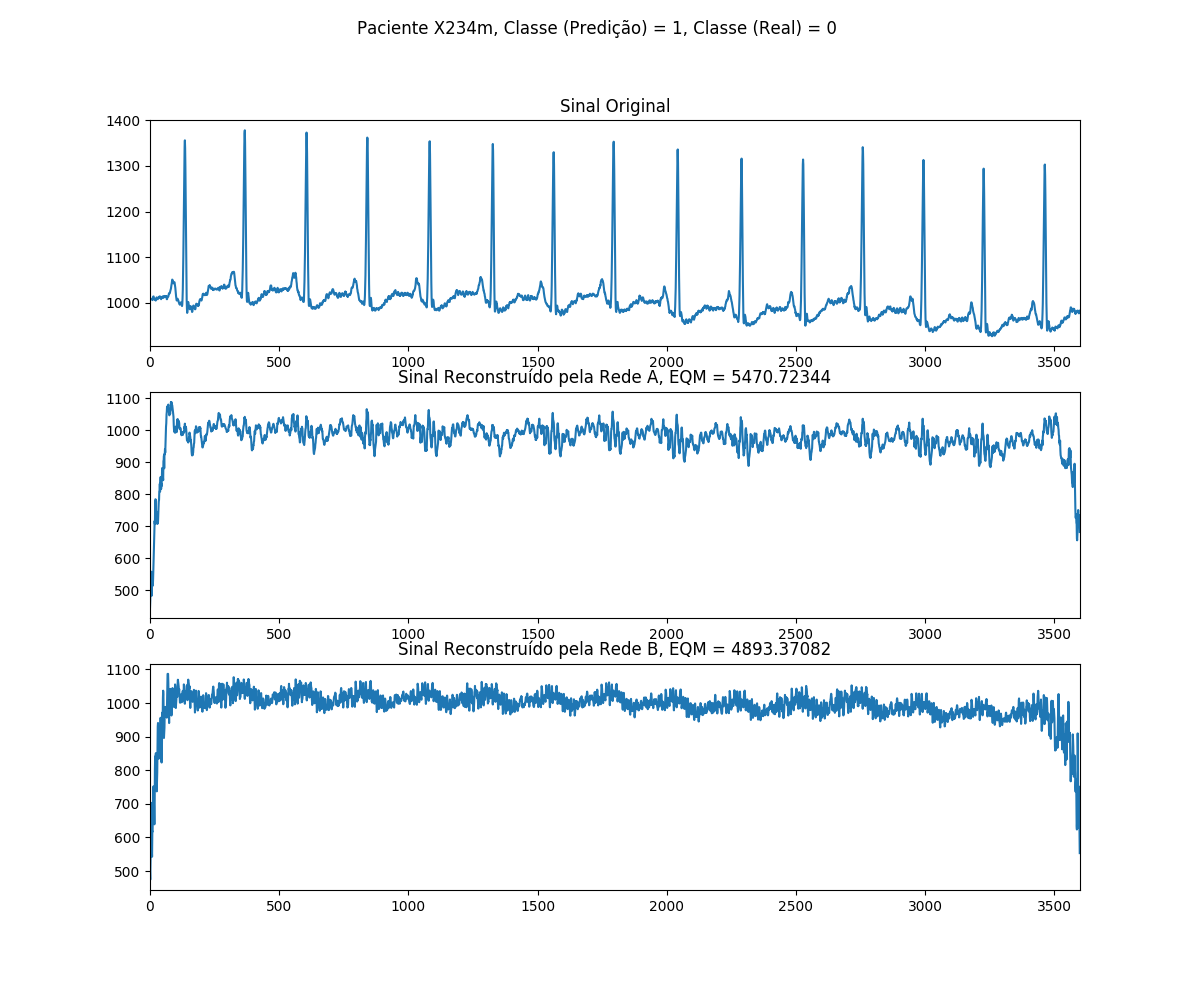 Paciente X234m, Classe (Predição) = 1, Classe (Real) = 0
Sinal Original
1400
1300
1200
1100
1000
0 500 1000 1500 2000 2500 3000 3500
Sinal Reconstruído pela Rede A, EQM = 5470.72344
1100
1000
900
800
700
600
500
0 500 1000 1500 2000 2500 3000 3500
Sinal Reconstruído pela Rede B, EQM = 4893.37082
1100
1000
900
800
700
600
500
0 500 1000 1500 2000 2500 3000 3500